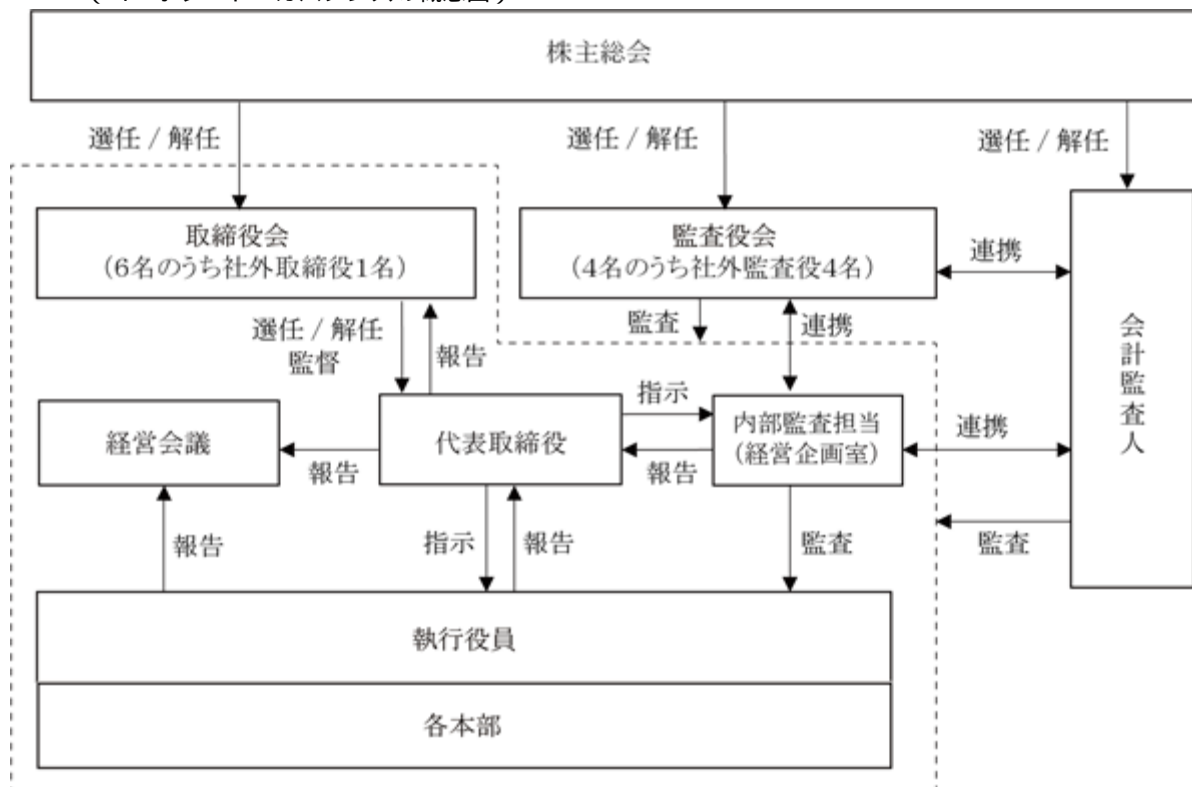 株主総会
選任 / 解任
選任 / 解任
選任 / 解任
取締役会
(6名のうち社外取締役1名)
監査役会
(4名のうち社外監査役4名)
連携
選任 / 解任
監督
報告
監査
連携
会計監査人
経営会議
報告
代表取締役
指示
報告
内部監査担当
(経営企画室)
連携
報告
指示
報告
監査
監査
執行役員
各本部